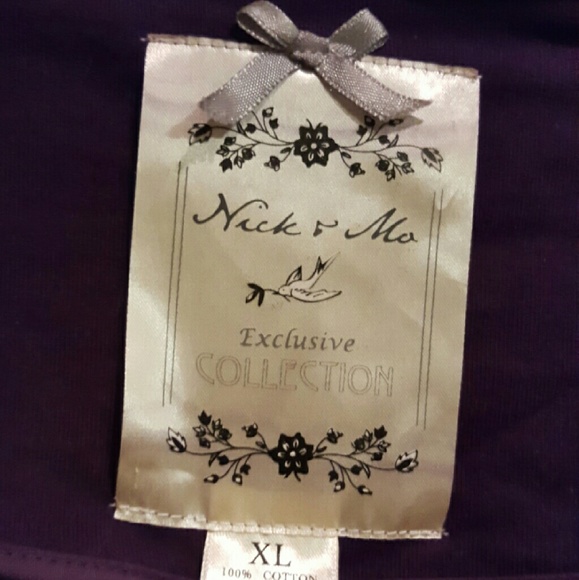 Nick & Mo
Exclusive
COLLECTION
XL
100% COTTON